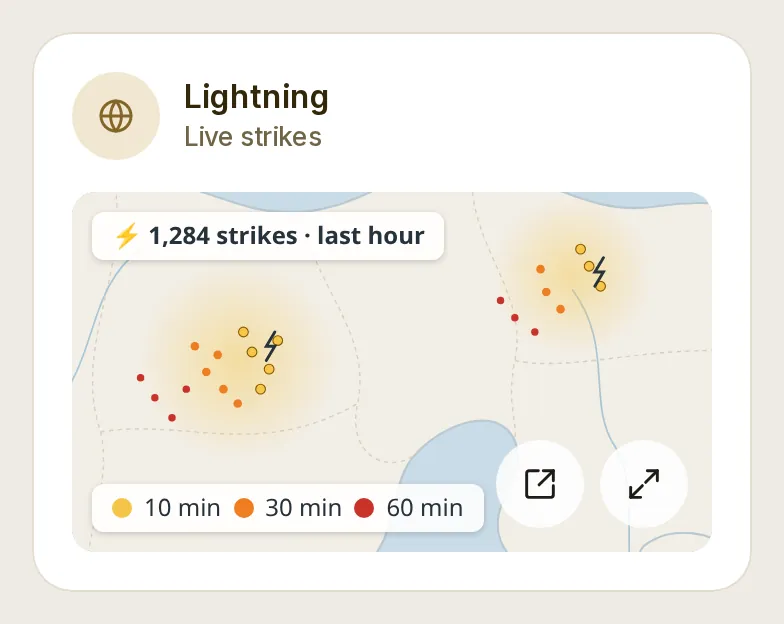 Lightning
Live strikes
⚡ 1,284 strikes · last hour
10 min 30 min 60 min